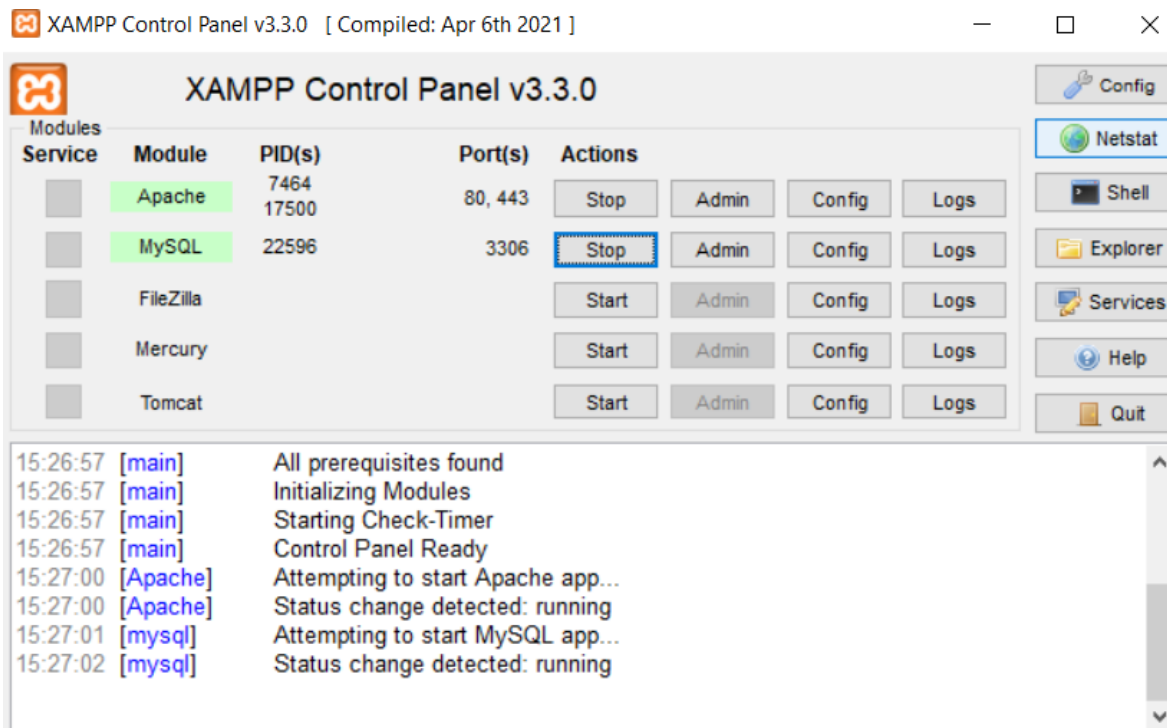 XAMPP Control Panel v3.3.0 [ Compiled: Apr 6th 2021 ]
XAMPP Control Panel v3.3.0
Config
Modules
Service Module PID(s) Port(s) Actions
Netstat
Apache 7464 17500 80, 443 Stop Admin Config Logs
Shell
MySQL 22596 3306 Stop Admin Config Logs
Explorer
FileZilla Start Admin Config Logs
Services
Mercury Start Admin Config Logs
Help
Tomcat Start Admin Config Logs
Quit
15:26:57 [main] All prerequisites found
15:26:57 [main] Initializing Modules
15:26:57 [main] Starting Check-Timer
15:26:57 [main] Control Panel Ready
15:27:00 [Apache] Attempting to start Apache app...
15:27:00 [Apache] Status change detected: running
15:27:01 [mysql] Attempting to start MySQL app...
15:27:02 [mysql] Status change detected: running